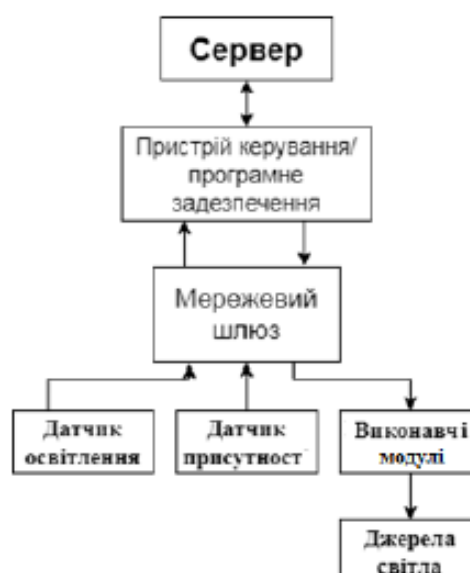 Сервер
Пристрій керування/
програмне
задезпечення
Мережевий
шлюз
Датчик
освітлення
Датчик
присутност
Виконавчі
модулі
Джерела
світла